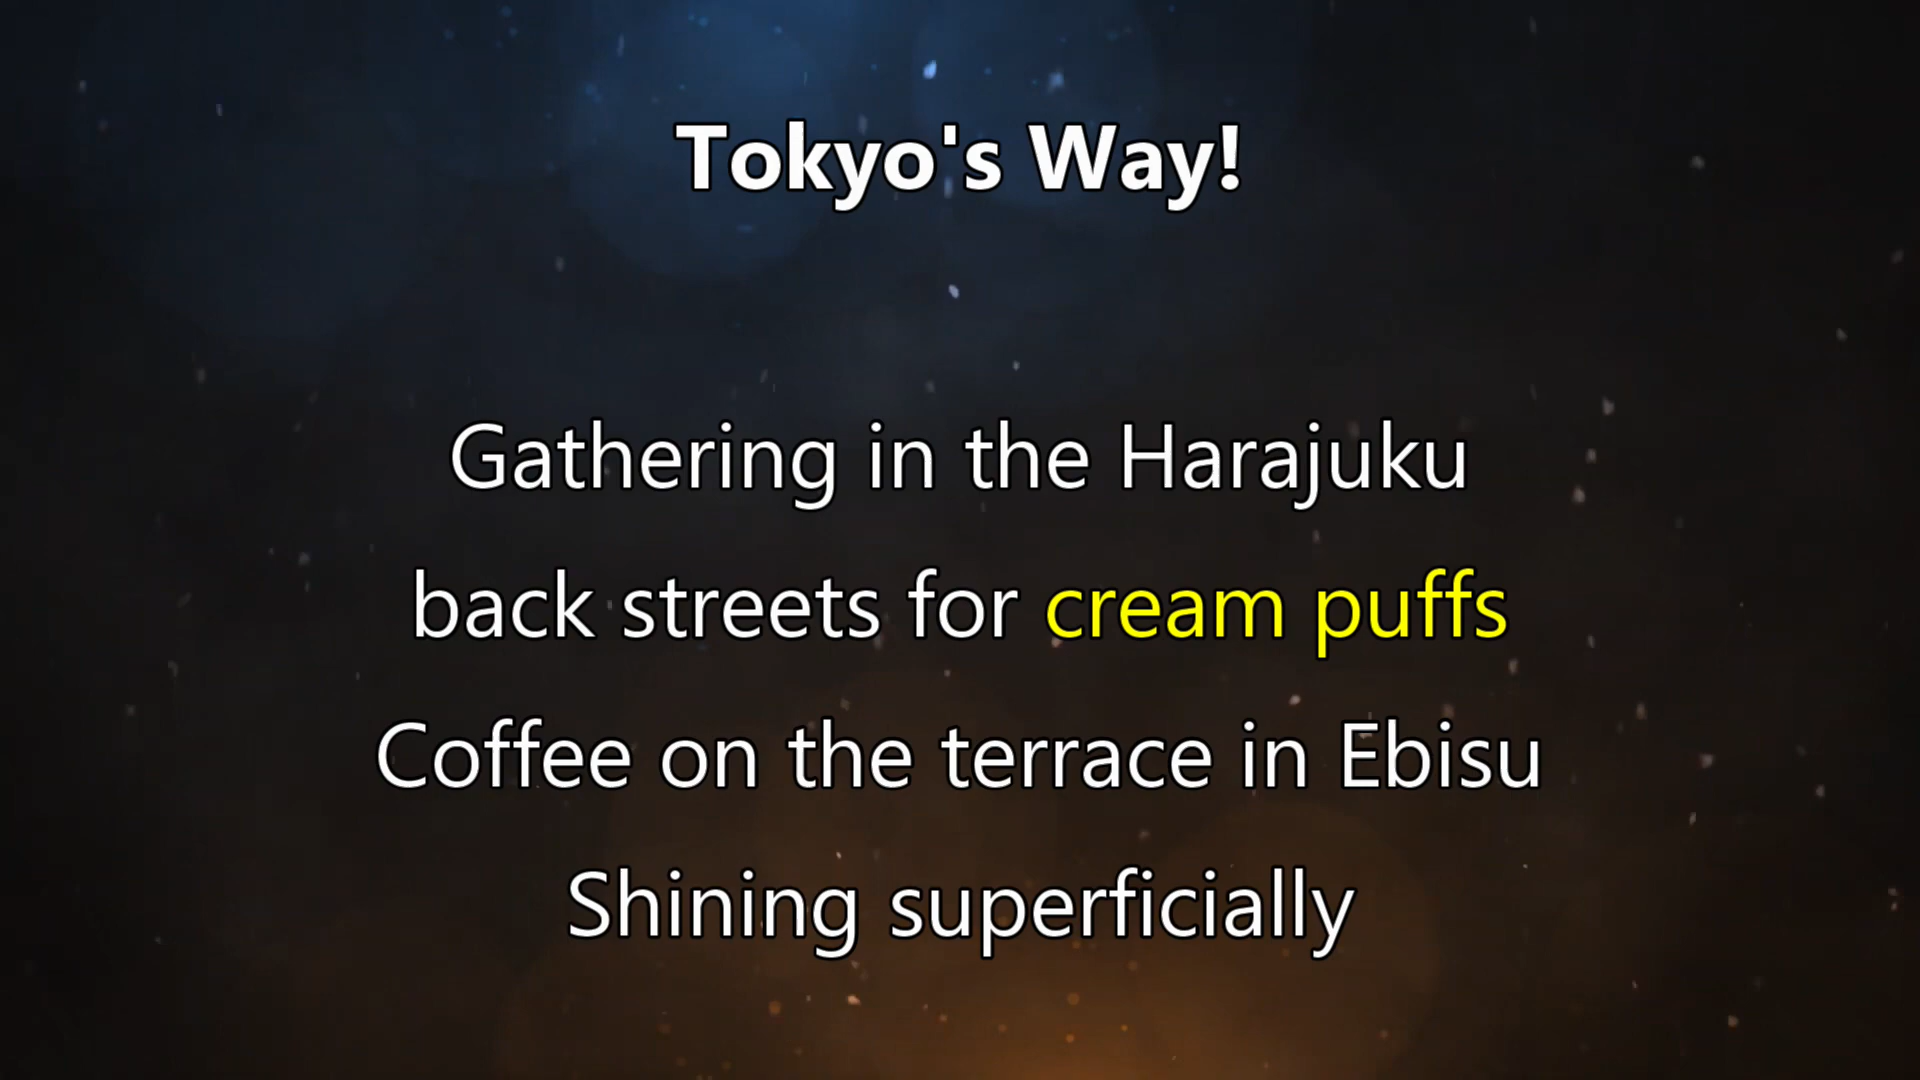 Tokyo's Way!
Gathering in the Harajuku
back streets for cream puffs
Coffee on the terrace in Ebisu
Shining superficially